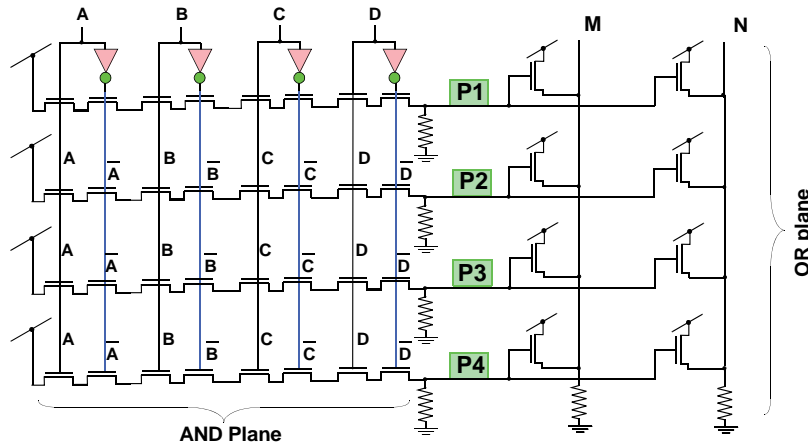 A B C D M N
P1
A A̅ B B̅ C C̅ D D̅
P2
A A̅ B B̅ C C̅ D D̅
P3
A A̅ B B̅ C C̅ D D̅
P4
AND Plane
OR plane